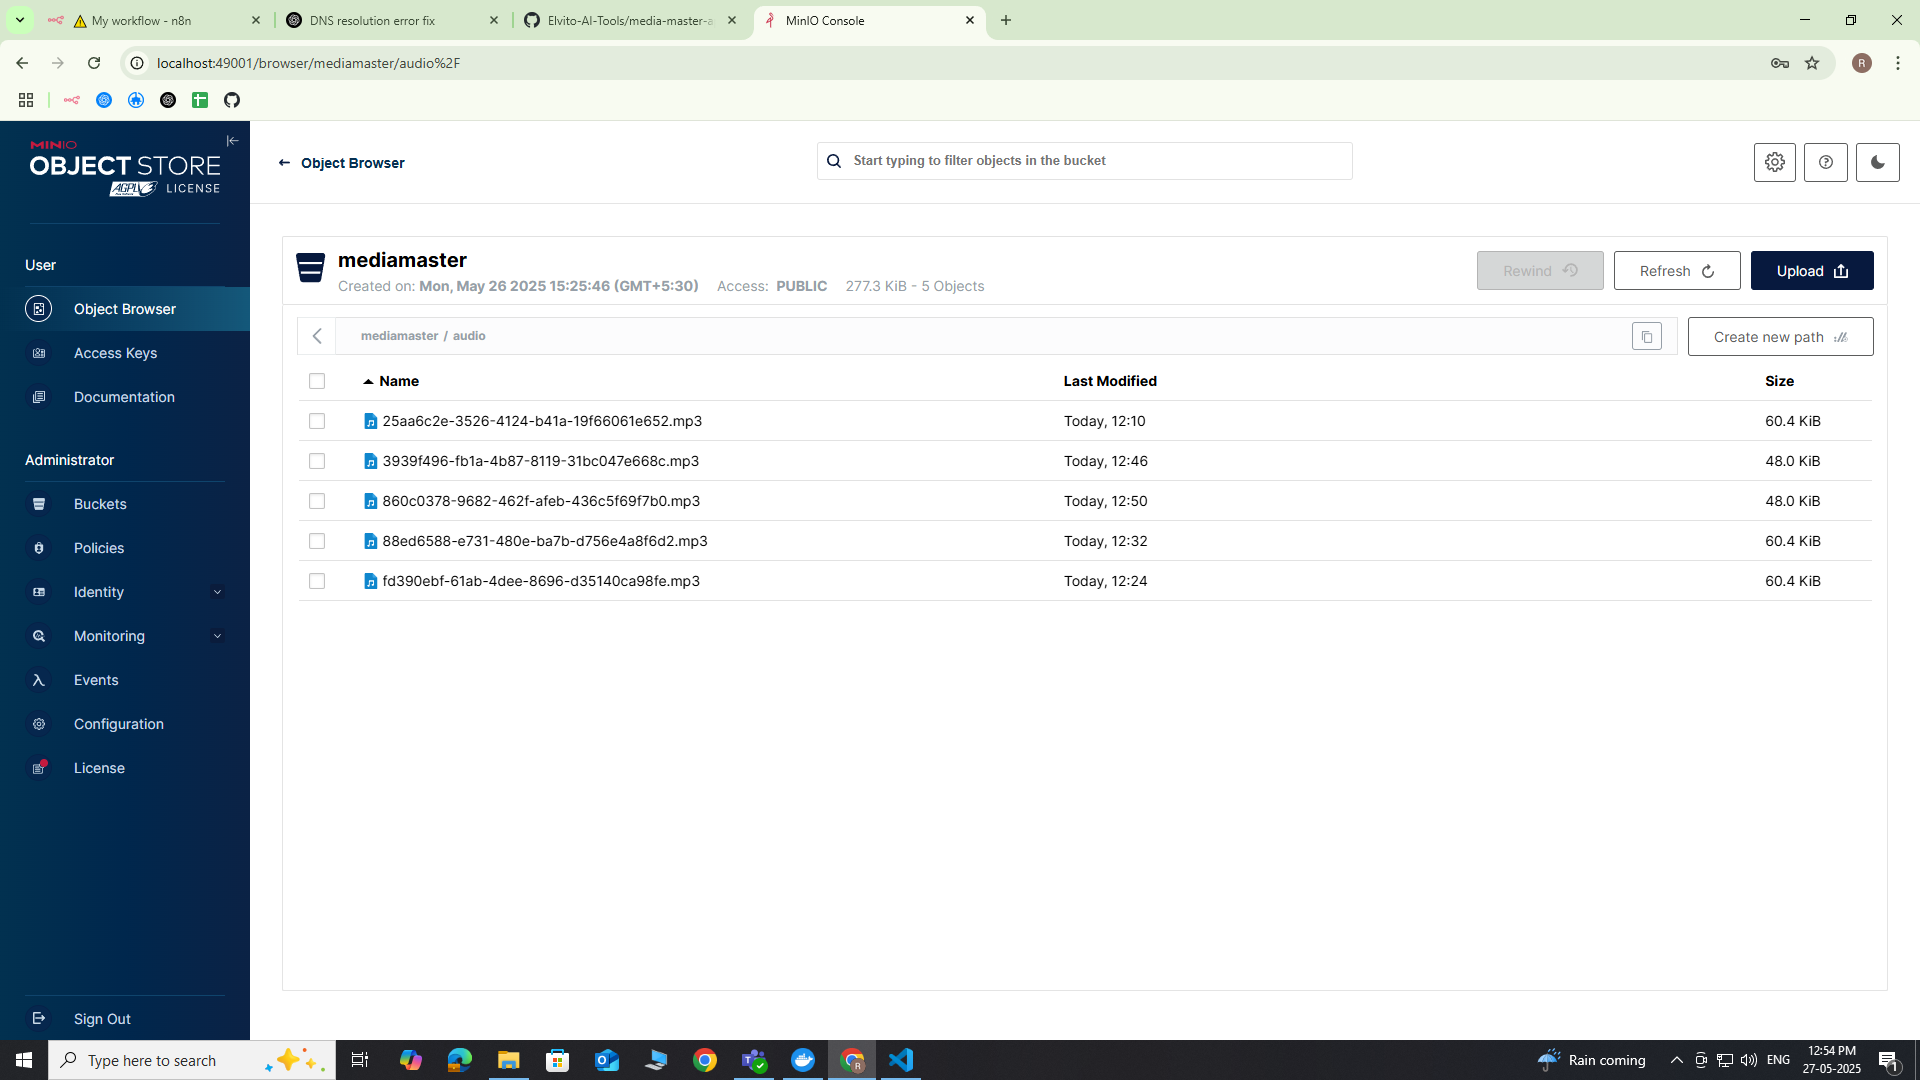 My workflow - n8n
DNS resolution error fix
Elvito-AI-Tools/media-master-a
MinIO Console
localhost:49001/browser/mediamaster/audio%2F
R
MINIO
OBJECT STORE
AGPL V3 LICENSE
User
Object Browser
Access Keys
Documentation
Administrator
Buckets
Policies
Identity
Monitoring
Events
Configuration
License
Sign Out
Object Browser
Start typing to filter objects in the bucket
mediamaster
Created on: Mon, May 26 2025 15:25:46 (GMT+5:30) Access: PUBLIC 277.3 KiB - 5 Objects
Rewind
Refresh
Upload
mediamaster / audio
Create new path
Name Last Modified Size
25aa6c2e-3526-4124-b41a-19f66061e652.mp3 Today, 12:10 60.4 KiB
3939f496-fb1a-4b87-8119-31bc047e668c.mp3 Today, 12:46 48.0 KiB
860c0378-9682-462f-afeb-436c5f69f7b0.mp3 Today, 12:50 48.0 KiB
88ed6588-e731-480e-ba7b-d756e4a8f6d2.mp3 Today, 12:32 60.4 KiB
fd390ebf-61ab-4dee-8696-d35140ca98fe.mp3 Today, 12:24 60.4 KiB
Type here to search
Rain coming
ENG
12:54 PM
27-05-2025
1